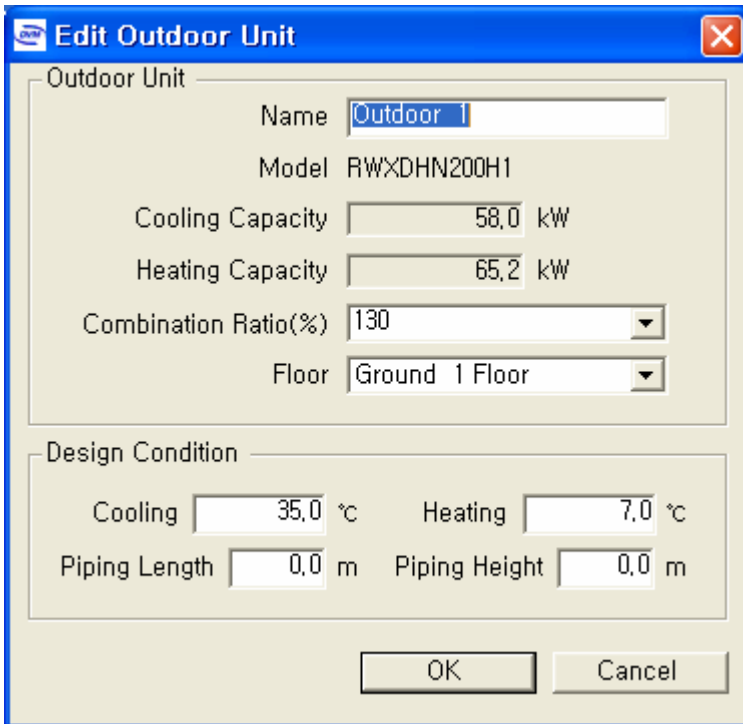 DVM Edit Outdoor Unit
Outdoor Unit
Name Outdoor 1
Model RWXDHN200H1
Cooling Capacity 58,0 kW
Heating Capacity 65,2 kW
Combination Ratio(%) 130
Floor Ground 1 Floor
Design Condition
Cooling 35,0 ℃ Heating 7,0 ℃
Piping Length 0,0 m Piping Height 0,0 m
OK Cancel